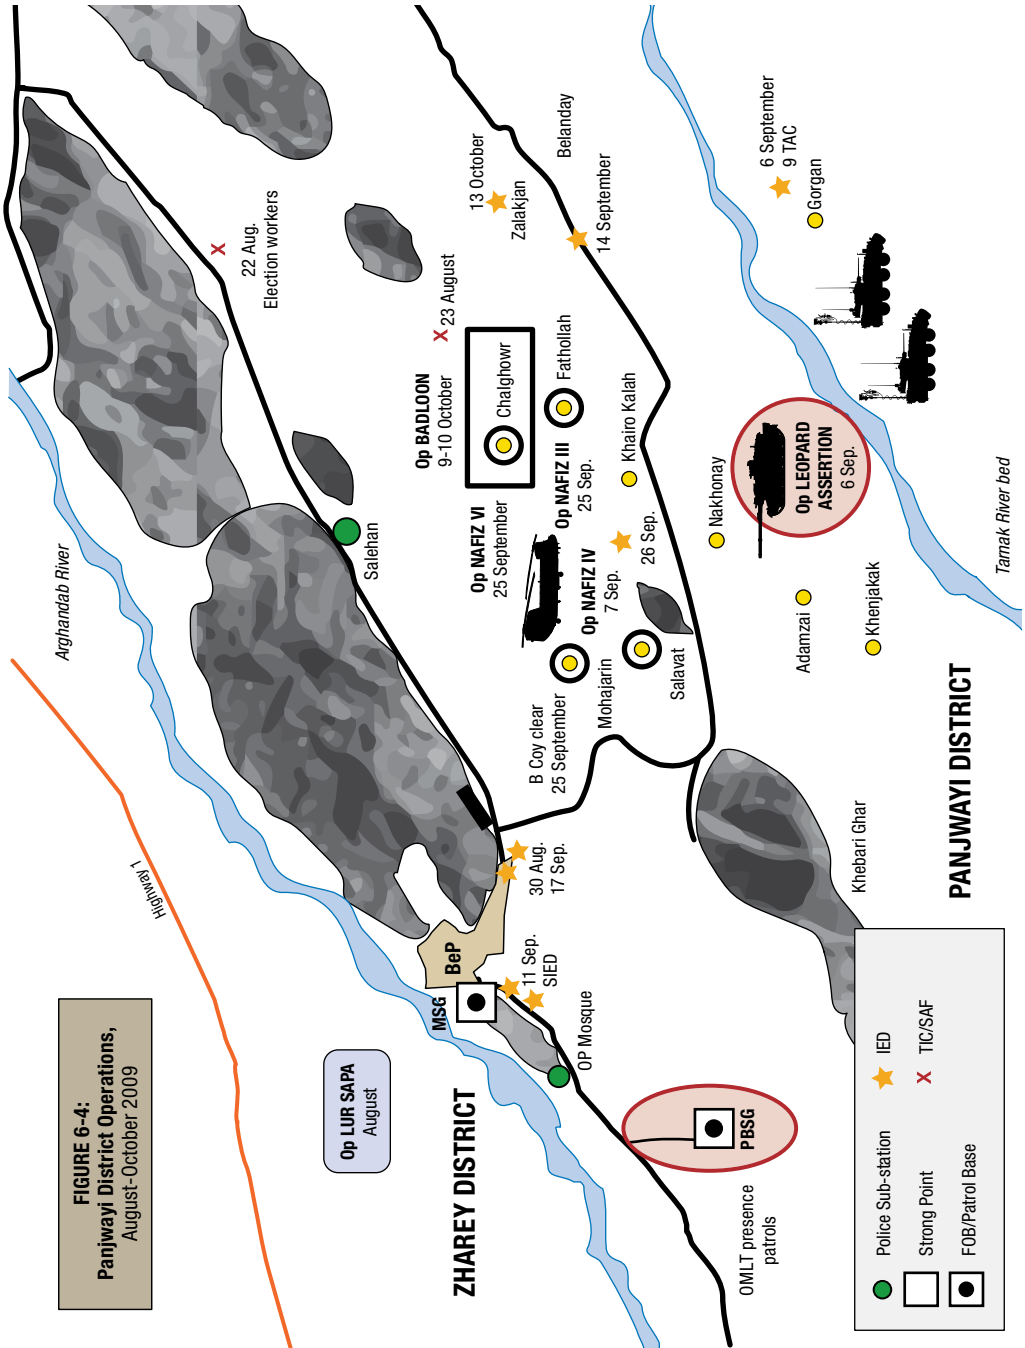 FIGURE 6-4:
Panjwayi District Operations,
August-October 2009
Highway 1
Arghandab River
Op LUR SAPA
August
ZHAREY DISTRICT
MSG
BeP
11 Sep.
SIED
OP Mosque
30 Aug.
17 Sep.
Salehan
22 Aug.
Election workers
23 August
Op BADLOON
9-10 October
Chalghowr
13 October
Zalakjan
Belanday
14 September
Fathollah
Op NAFIZ VI
25 September
Op NAFIZ III
25 Sep.
Op NAFIZ IV
7 Sep.
26 Sep.
Khairo Kalah
B Coy clear
25 September
Mohajarin
Salavat
Nakhonay
Adamzai
Khenjakak
Op LEOPARD
ASSERTION
6 Sep.
6 September
9 TAC
Gorgan
Tarnak River bed
PANJWAYI DISTRICT
Khebari Ghar
PBSG
OMLT presence
patrols
Police Sub-station
Strong Point
FOB/Patrol Base
IED
X TIC/SAF
X
X